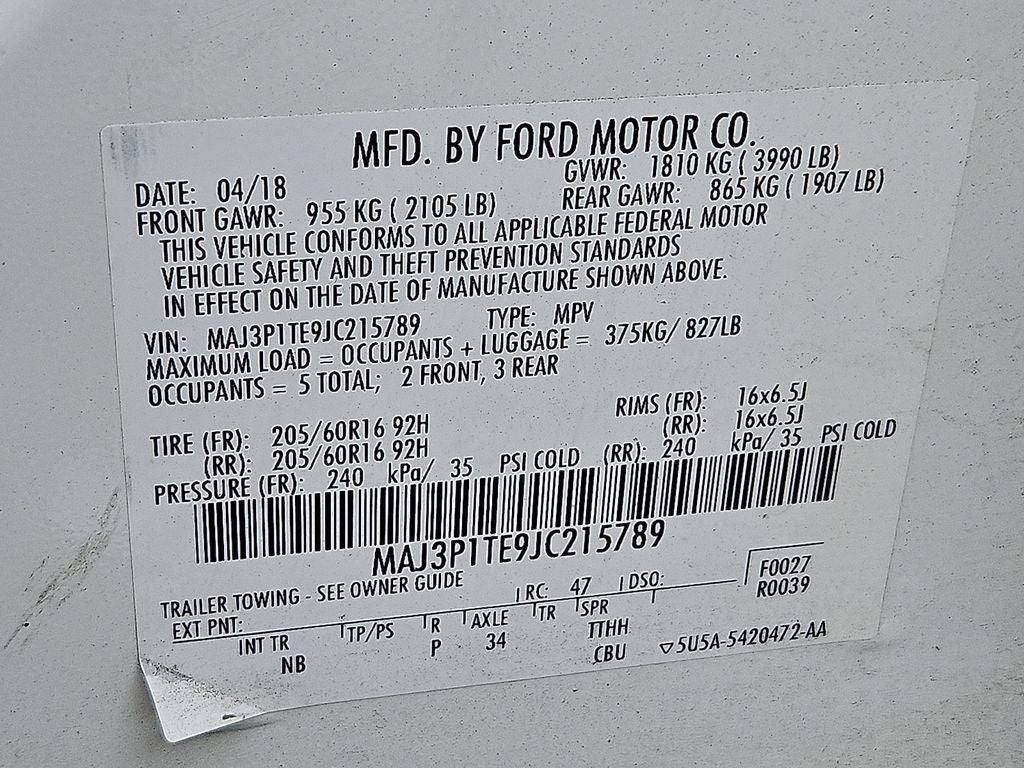 MFD. BY FORD MOTOR CO.
DATE: 04/18 GVWR: 1810 KG ( 3990 LB)
FRONT GAWR: 955 KG ( 2105 LB) REAR GAWR: 865 KG ( 1907 LB)
THIS VEHICLE CONFORMS TO ALL APPLICABLE FEDERAL MOTOR
VEHICLE SAFETY AND THEFT PREVENTION STANDARDS
IN EFFECT ON THE DATE OF MANUFACTURE SHOWN ABOVE.
VIN: MAJ3P1TE9JC215789 TYPE: MPV
MAXIMUM LOAD = OCCUPANTS + LUGGAGE = 375KG/ 827LB
OCCUPANTS = 5 TOTAL; 2 FRONT, 3 REAR
TIRE (FR): 205/60R16 92H RIMS (FR): 16x6.5J
(RR): 205/60R16 92H (RR): 16x6.5J
PRESSURE (FR): 240 kPa/ 35 PSI COLD (RR): 240 kPa/ 35 PSI COLD
MAJ3P1TE9JC215789
TRAILER TOWING - SEE OWNER GUIDE
EXT PNT: RC: 47 DSO: F0027
R0039
INT TR TP/PS R AXLE TR SPR
NB P 34 TTHH
CBU ▽5U5A-5420472-AA